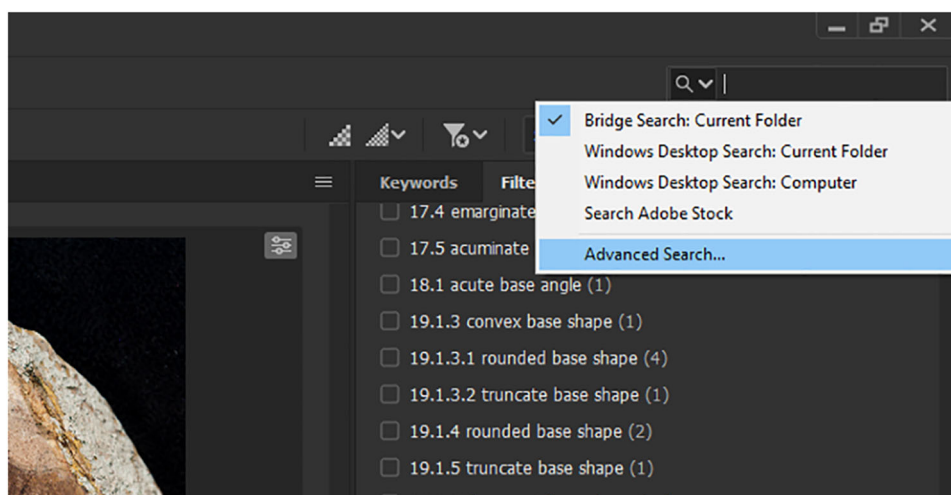 Bridge Search: Current Folder
Windows Desktop Search: Current Folder
Windows Desktop Search: Computer
Search Adobe Stock
Advanced Search...
Keywords
17.4 emarginate
17.5 acuminate
18.1 acute base angle (1)
19.1.3 convex base shape (1)
19.1.3.1 rounded base shape (4)
19.1.3.2 truncate base shape (1)
19.1.4 rounded base shape (2)
19.1.5 truncate base shape (1)